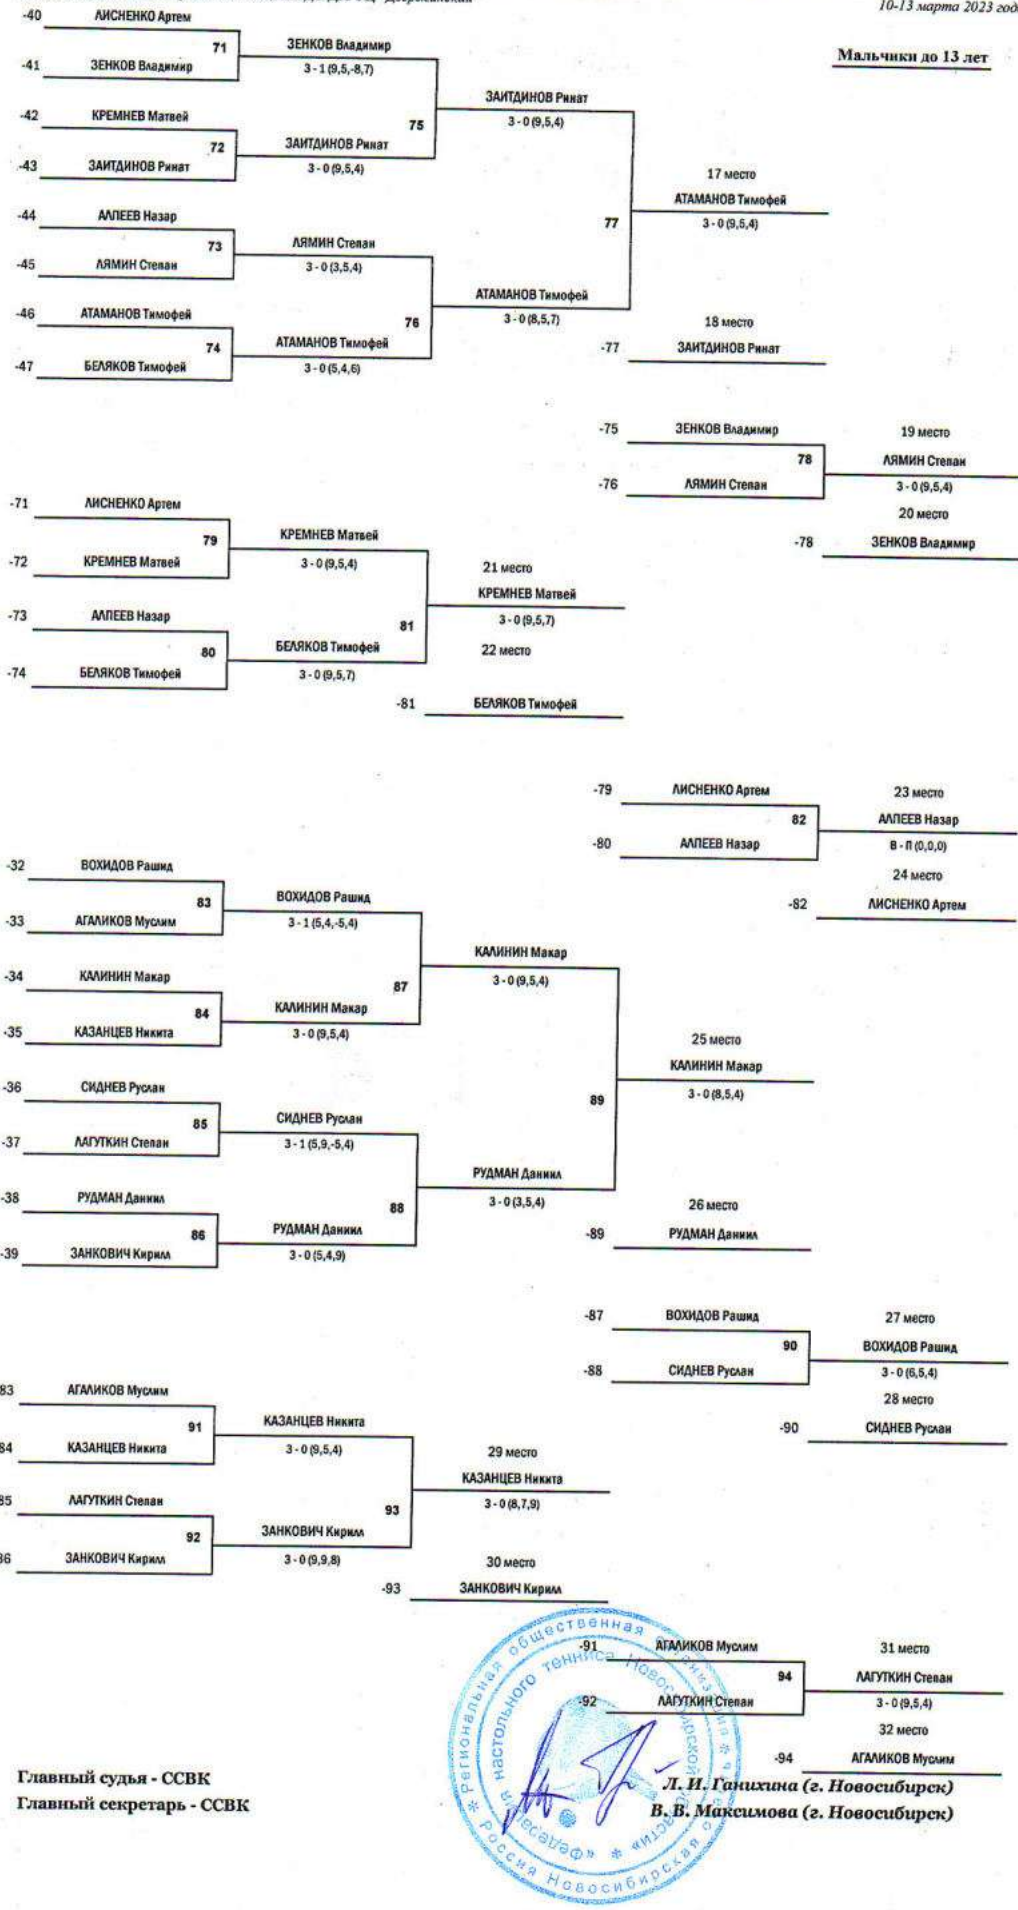 10-13 марта 2023 год
Мальчики до 13 лет
-40 ЛИСНЕНКО Артем
71 ЗЕНКОВ Владимир
-41 ЗЕНКОВ Владимир
3 - 1 (9,5,-8,7)
ЗАИТДИНОВ Ринат
-42 КРЕМНЕВ Матвей
75
3 - 0 (9,5,4)
72 ЗАИТДИНОВ Ринат
-43 ЗАИТДИНОВ Ринат
3 - 0 (9,5,4)
17 место
АТАМАНОВ Тимофей
-44 АЛПЕЕВ Назар
77
3 - 0 (9,5,4)
73 ЛЯМИН Степан
-45 ЛЯМИН Степан
3 - 0 (3,5,4)
АТАМАНОВ Тимофей
-46 АТАМАНОВ Тимофей
76
3 - 0 (8,5,7)
18 место
74 АТАМАНОВ Тимофей
-77 ЗАИТДИНОВ Ринат
-47 БЕЛЯКОВ Тимофей
3 - 0 (5,4,6)
-75 ЗЕНКОВ Владимир
19 место
78 ЛЯМИН Степан
-76 ЛЯМИН Степан
3 - 0 (9,5,4)
-71 ЛИСНЕНКО Артем
20 место
79 КРЕМНЕВ Матвей
-78 ЗЕНКОВ Владимир
-72 КРЕМНЕВ Матвей
3 - 0 (9,5,4)
21 место
КРЕМНЕВ Матвей
-73 АЛПЕЕВ Назар
81
3 - 0 (9,5,7)
80 БЕЛЯКОВ Тимофей
22 место
-74 БЕЛЯКОВ Тимофей
3 - 0 (9,5,7)
-81 БЕЛЯКОВ Тимофей
-79 ЛИСНЕНКО Артем
23 место
82 АЛПЕЕВ Назар
-80 АЛПЕЕВ Назар
В - П (0,0,0)
-32 ВОХИДОВ Рашид
24 место
83 ВОХИДОВ Рашид
-82 ЛИСНЕНКО Артем
-33 АГАЛИКОВ Муслим
3 - 1 (5,4,-5,4)
КАЛИНИН Макар
-34 КАЛИНИН Макар
87
3 - 0 (9,5,4)
84 КАЛИНИН Макар
-35 КАЗАНЦЕВ Никита
3 - 0 (9,5,4)
25 место
КАЛИНИН Макар
-36 СИДНЕВ Руслан
89
3 - 0 (8,5,4)
85 СИДНЕВ Руслан
-37 ЛАГУТКИН Степан
3 - 1 (5,9,-5,4)
РУДМАН Даниил
-38 РУДМАН Даниил
88
3 - 0 (3,5,4)
26 место
86 РУДМАН Даниил
-89 РУДМАН Даниил
-39 ЗАНКОВИЧ Кирилл
3 - 0 (5,4,9)
-87 ВОХИДОВ Рашид
27 место
90 ВОХИДОВ Рашид
-88 СИДНЕВ Руслан
3 - 0 (6,5,4)
83 АГАЛИКОВ Муслим
28 место
91 КАЗАНЦЕВ Никита
-90 СИДНЕВ Руслан
84 КАЗАНЦЕВ Никита
3 - 0 (9,5,4)
29 место
КАЗАНЦЕВ Никита
85 ЛАГУТКИН Степан
93
3 - 0 (8,7,9)
92 ЗАНКОВИЧ Кирилл
86 ЗАНКОВИЧ Кирилл
3 - 0 (9,9,8)
30 место
-93 ЗАНКОВИЧ Кирилл
-91 АГАЛИКОВ Муслим
31 место
94 ЛАГУТКИН Степан
-92 ЛАГУТКИН Степан
3 - 0 (9,5,4)
32 место
-94 АГАЛИКОВ Муслим
Главный судья - ССВК
Л. И. Ганихина (г. Новосибирск)
Главный секретарь - ССВК
В. В. Максимова (г. Новосибирск)
Региональная общественная
настольного тенниса Новосибирской области»
Россия Новосибирская